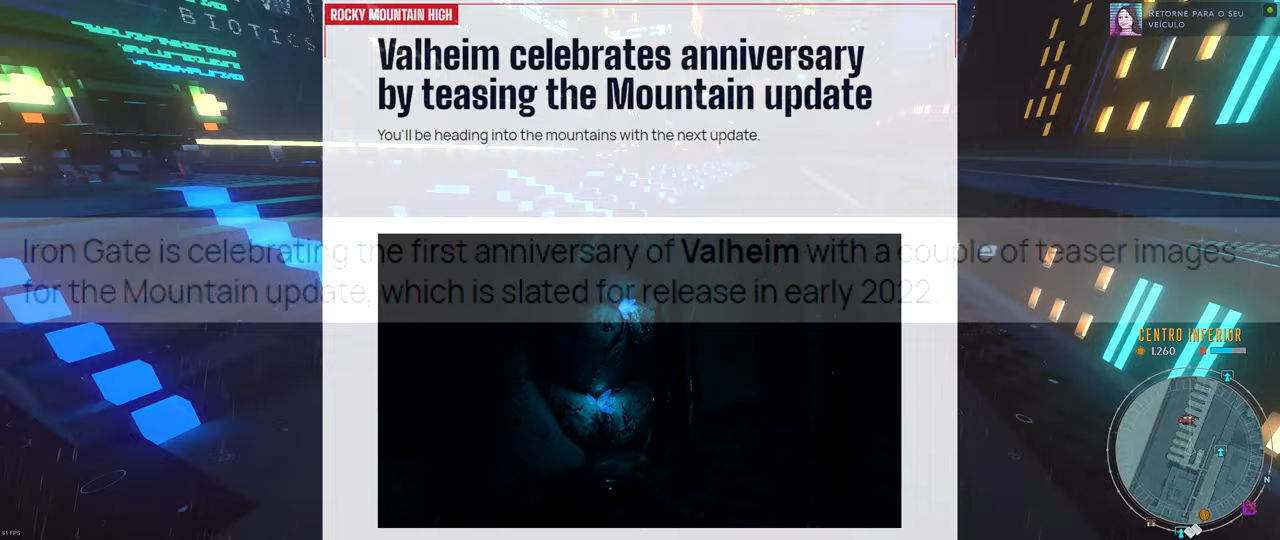 BIOTICS
ROCKY MOUNTAIN HIGH
Valheim celebrates anniversary
by teasing the Mountain update
You'll be heading into the mountains with the next update.
RETORNE PARA O SEU
VEÍCULO
Iron Gate is celebrating the first anniversary of Valheim with a couple of teaser images
for the Mountain update, which is slated for release in early 2022
CENTRO INFERIOR
1.260
N
61 FPS